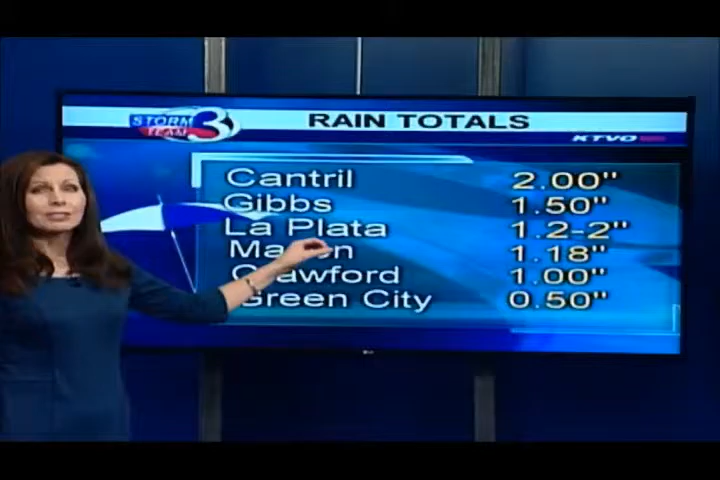 STORM TEAM 3
RAIN TOTALS
KTVO
Cantril 2.00"
Gibbs 1.50"
La Plata 1.2-2"
1.18"
Crawford 1.00"
Green City 0.50"
LG